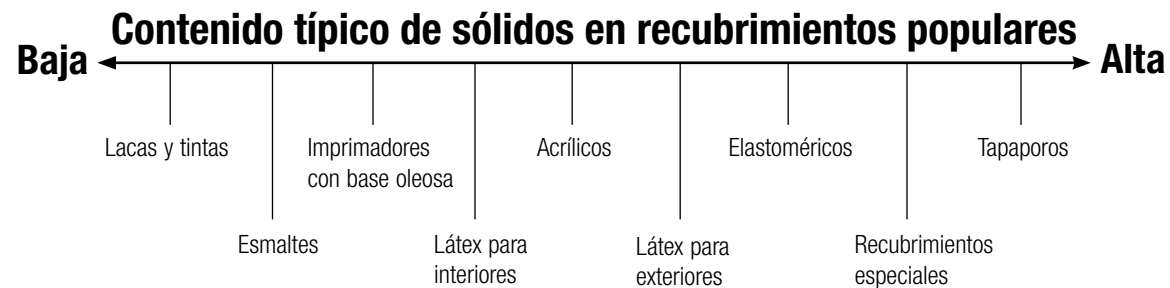 Contenido típico de sólidos en recubrimientos populares
Baja
Alta
Lacas y tintas
Imprimadores
con base oleosa
Acrílicos
Elastoméricos
Tapaporos
Esmaltes
Látex para
interiores
Látex para
exteriores
Recubrimientos
especiales